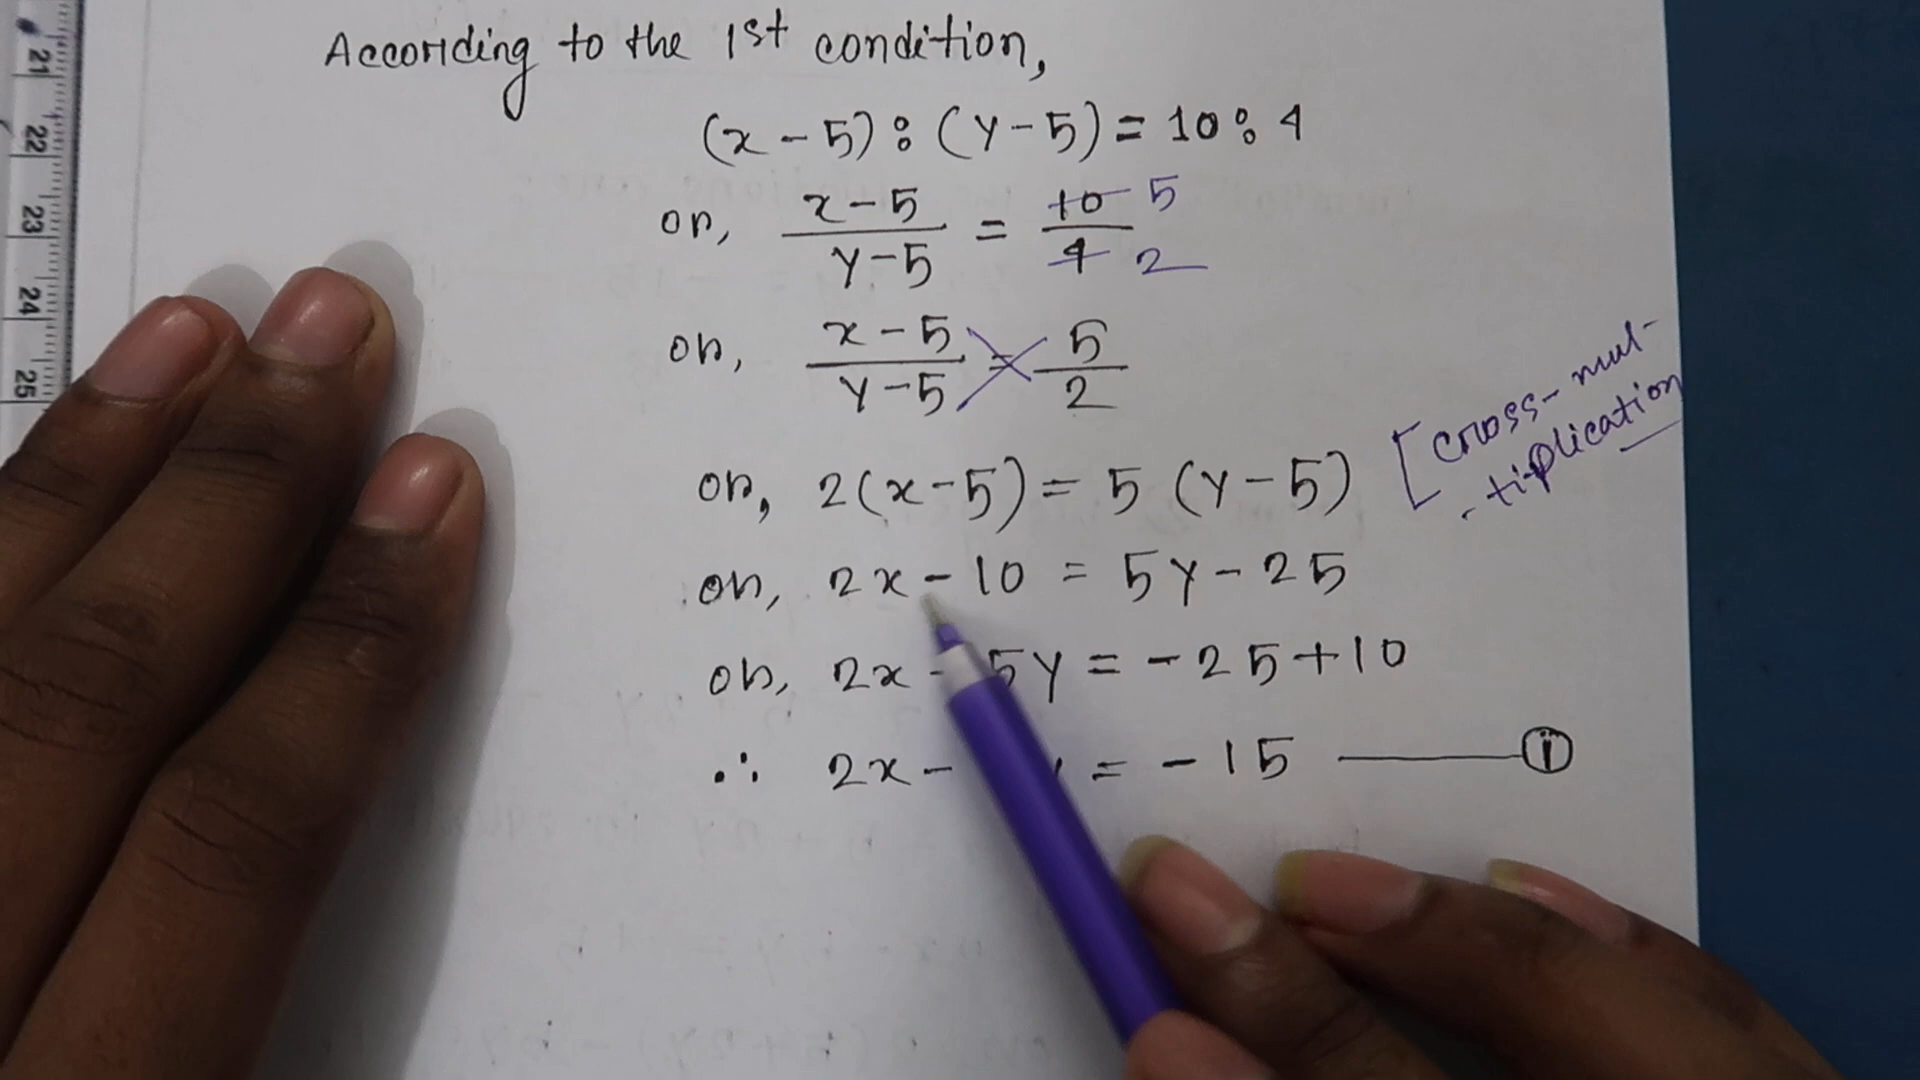 21
22
23
24
25
According to the 1st condition,
(x - 5) : (y - 5) = 10 : 4
or, x - 5 / y - 5 = 10 5 / 4 2
or, x - 5 / y - 5 = 5 / 2
or, 2(x - 5) = 5 (y - 5) [cross-mul-
-tiplication
or, 2x - 10 = 5y - 25
or, 2x - 5y = -25 + 10
∴ 2x - = -15 ——— (i)